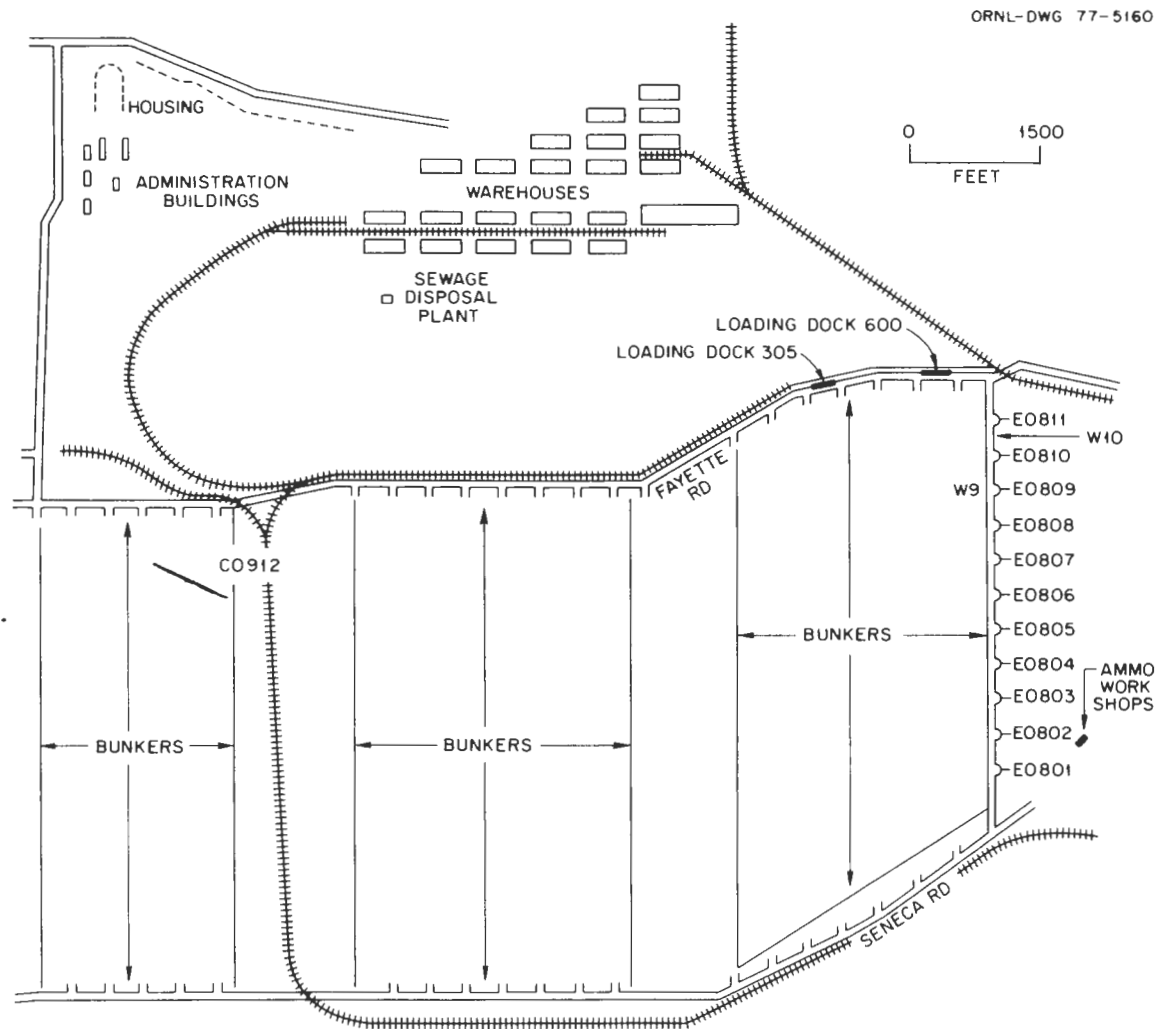 ORNL-DWG 77-5160
HOUSING
ADMINISTRATION
BUILDINGS
WAREHOUSES
0 1500
FEET
SEWAGE
DISPOSAL
PLANT
LOADING DOCK 600
LOADING DOCK 305
FAYETTE
RD
E0811
W10
E0810
W9
E0809
E0808
E0807
E0806
E0805
E0804
E0803
E0802
E0801
AMMO
WORK
SHOPS
C0912
BUNKERS
BUNKERS
BUNKERS
SENECA RD